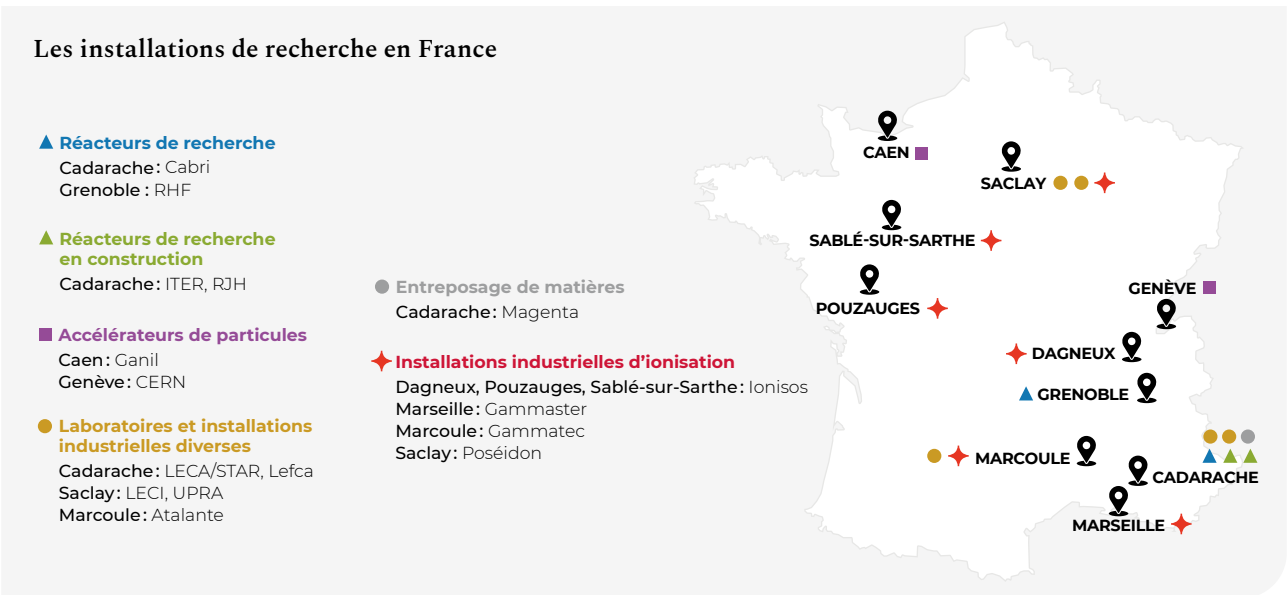 Les installations de recherche en France
Réacteurs de recherche
Cadarache : Cabri
Grenoble : RHF
Réacteurs de recherche
en construction
Cadarache : ITER, RJH
Accélérateurs de particules
Caen : Ganil
Genève : CERN
Laboratoires et installations
industrielles diverses
Cadarache : LECA/STAR, Lefca
Saclay : LECI, UPRA
Marcoule : Atalante
Entreposage de matières
Cadarache : Magenta
Installations industrielles d'ionisation
Dagneux, Pouzauges, Sablé-sur-Sarthe : Ionisos
Marseille : Gammaster
Marcoule : Gammatec
Saclay : Poséidon
CAEN
SACLAY
SABLÉ-SUR-SARTHE
POUZAUGES
GENÈVE
DAGNEUX
GRENOBLE
MARCOULE
CADARACHE
MARSEILLE